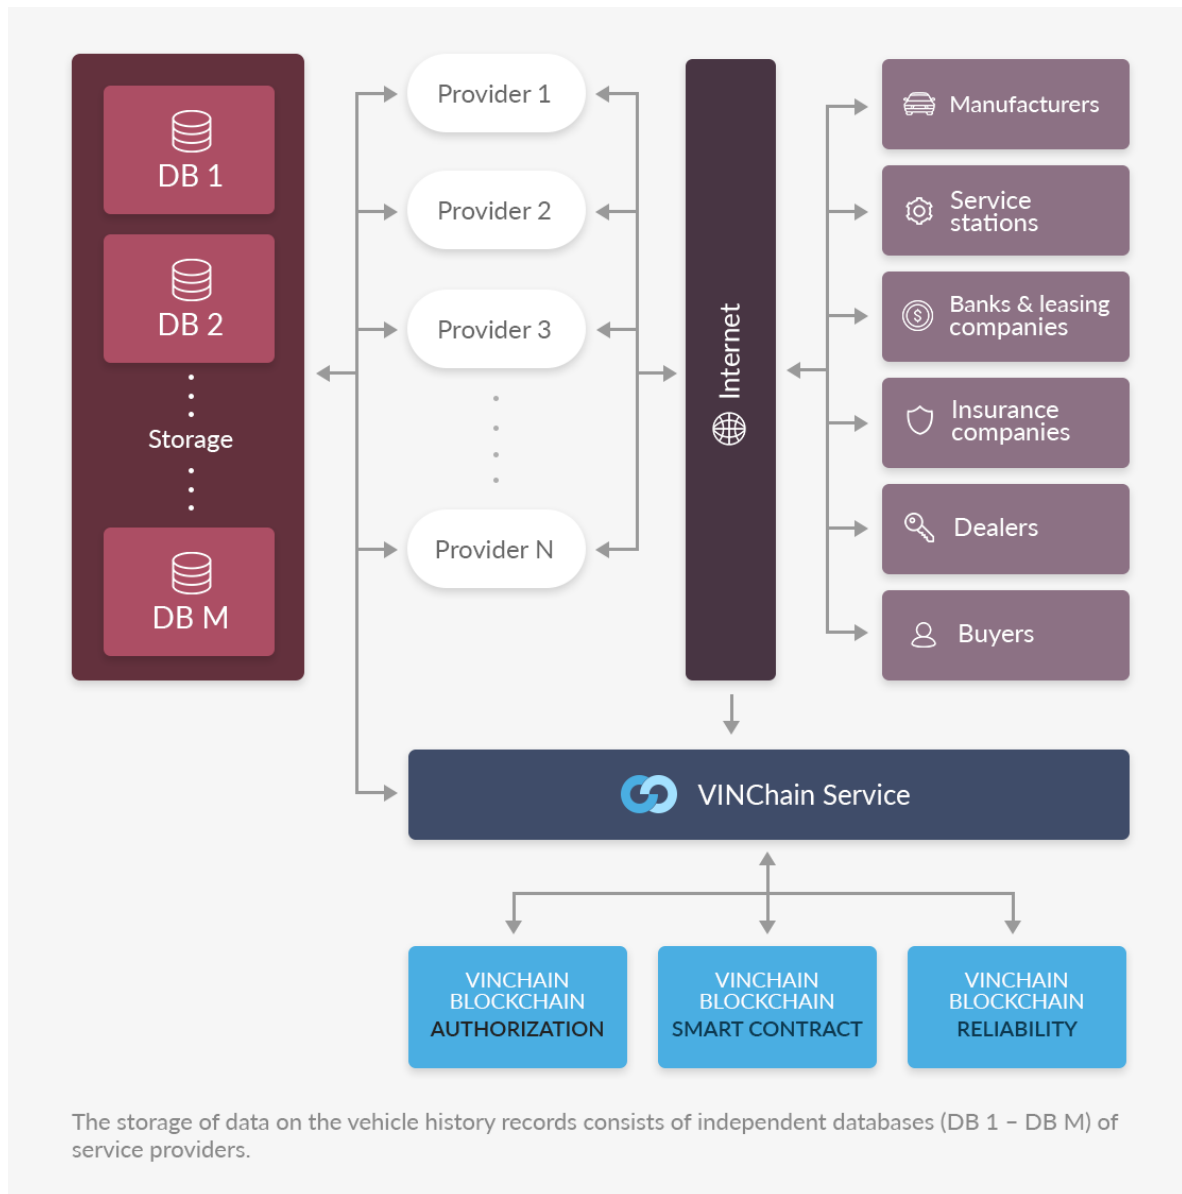 DB 1
DB 2
Storage
DB M
Provider 1
Provider 2
Provider 3
Provider N
Internet
Manufacturers
Service
stations
Banks & leasing
companies
Insurance
companies
Dealers
Buyers
VINChain Service
VINCHAIN
BLOCKCHAIN
AUTHORIZATION
VINCHAIN
BLOCKCHAIN
SMART CONTRACT
VINCHAIN
BLOCKCHAIN
RELIABILITY
The storage of data on the vehicle history records consists of independent databases (DB 1 – DB M) of
service providers.